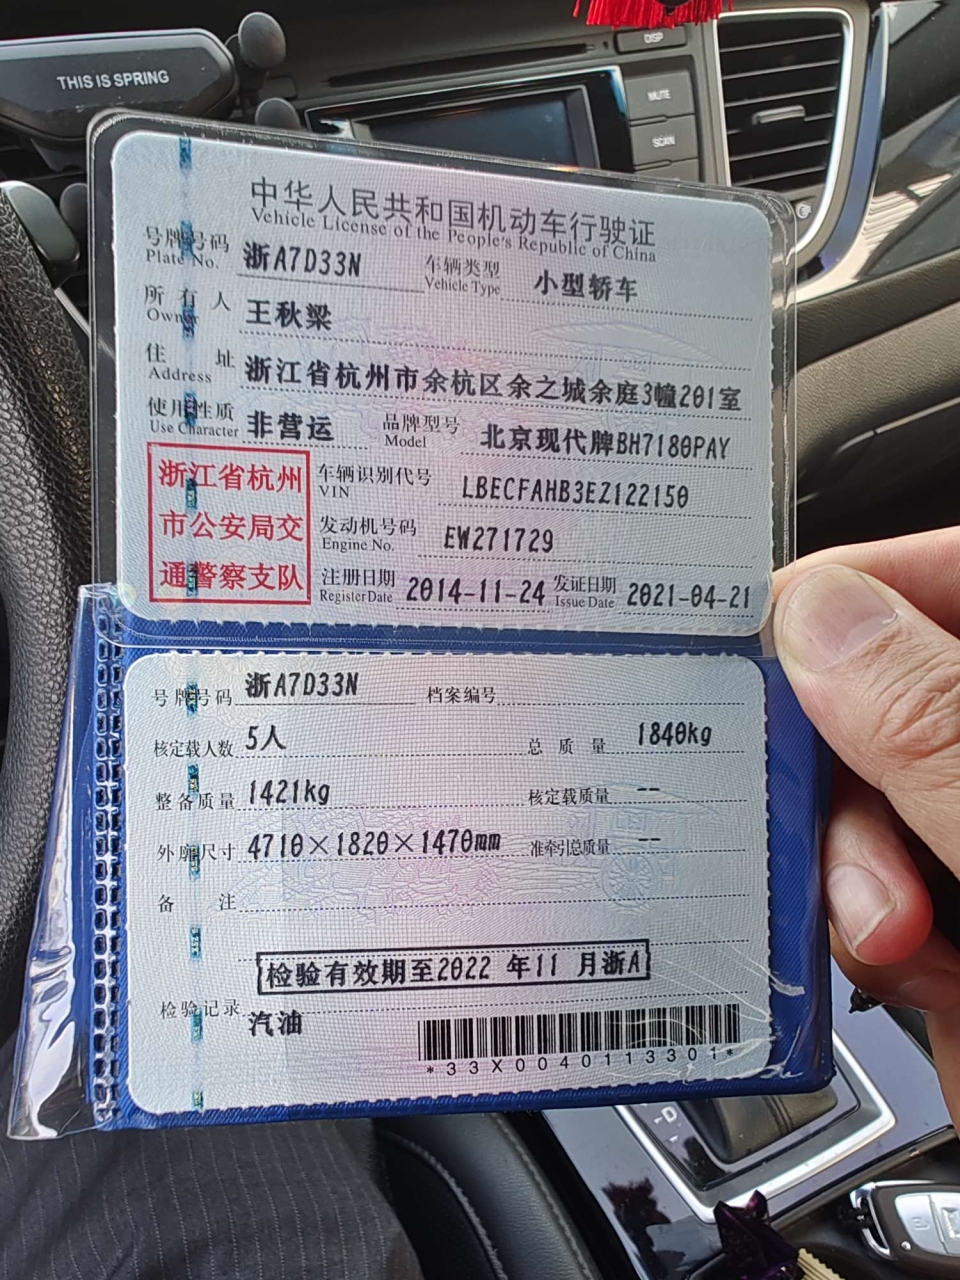 THIS IS SPRING
DISP
MUTE
SCAN
中华人民共和国机动车行驶证
Vehicle License of the People's Republic of China
号牌号码 浙A7D33N 车辆类型 小型轿车
Plate No. Vehicle Type
所有人 王秋梁
Owner
住址 浙江省杭州市余杭区余之城余庭3幢201室
Address
使用性质 非营运 品牌型号 北京现代牌BH7180PAY
Use Character Model
浙江省杭州
市公安局交
通警察支队
车辆识别代号 LBECFAHB3EZ122150
VIN
发动机号码 EW271729
Engine No.
注册日期 2014-11-24 发证日期 2021-04-21
Register Date Issue Date
号牌号码 浙A7D33N 档案编号
核定载人数 5人 总质量 1840kg
整备质量 1421kg 核定载质量 --
外廓尺寸 4710×1820×1470mm 准牵引总质量 --
备注
检验有效期至2022 年11 月浙A
检验记录
汽油
*33X0040113301*
D